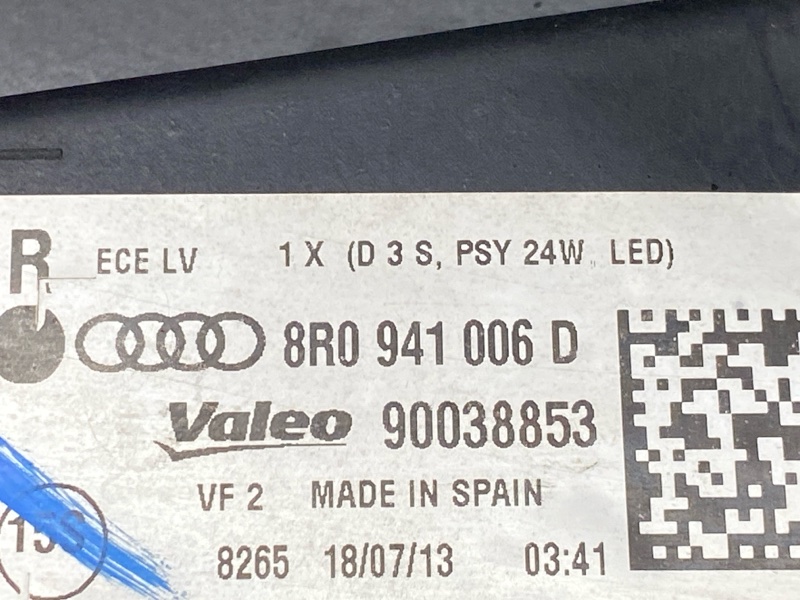 R ECE LV 1 X (D 3 S, PSY 24W, LED)
8R0 941 006 D
Valeo 90038853
VF 2 MADE IN SPAIN
8265 18/07/13 03:41